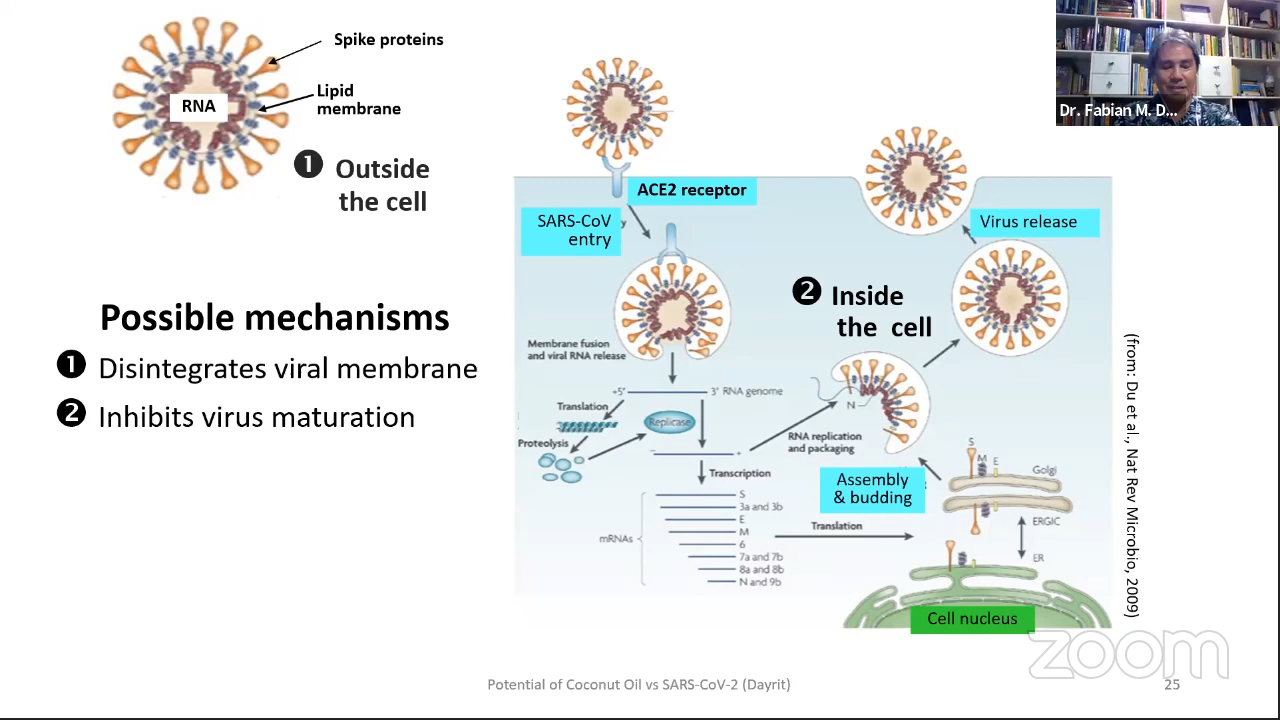 Spike proteins
Lipid
membrane
RNA
❶ Outside
the cell
Possible mechanisms
❶ Disintegrates viral membrane
❷ Inhibits virus maturation
Dr. Fabian M. D...
ACE2 receptor
SARS-CoV
entry
Virus release
❷ Inside
the cell
Membrane fusion
and viral RNA release
+5' 3' RNA genome
Translation
Replicase
Proteolysis
− +
N
RNA replication
and packaging
Transcription
S
3a and 3b
E
M
6
7a and 7b
8a and 8b
N and 9b
mRNAs
Translation
Assembly
& budding
S
M
E
Golgi
ERGIC
ER
Cell nucleus
(from: Du et al., Nat Rev Microbio, 2009)
zoom
Potential of Coconut Oil vs SARS-CoV-2 (Dayrit)
25